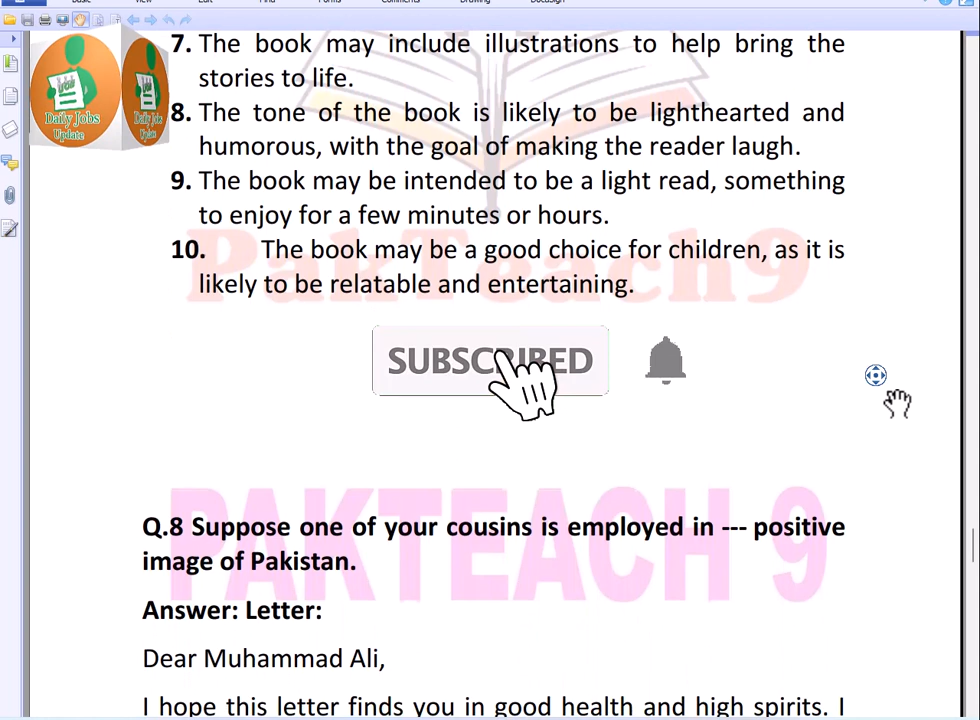 7. The book may include illustrations to help bring the
stories to life.
8. The tone of the book is likely to be lighthearted and
humorous, with the goal of making the reader laugh.
9. The book may be intended to be a light read, something
to enjoy for a few minutes or hours.
10. The book may be a good choice for children, as it is
likely to be relatable and entertaining.
Daily Jobs
Update
PakTeach9
SUBSCRIBED
PAKTEACH 9
Q.8 Suppose one of your cousins is employed in --- positive
image of Pakistan.
Answer: Letter:
Dear Muhammad Ali,
I hope this letter finds you in good health and high spirits. I